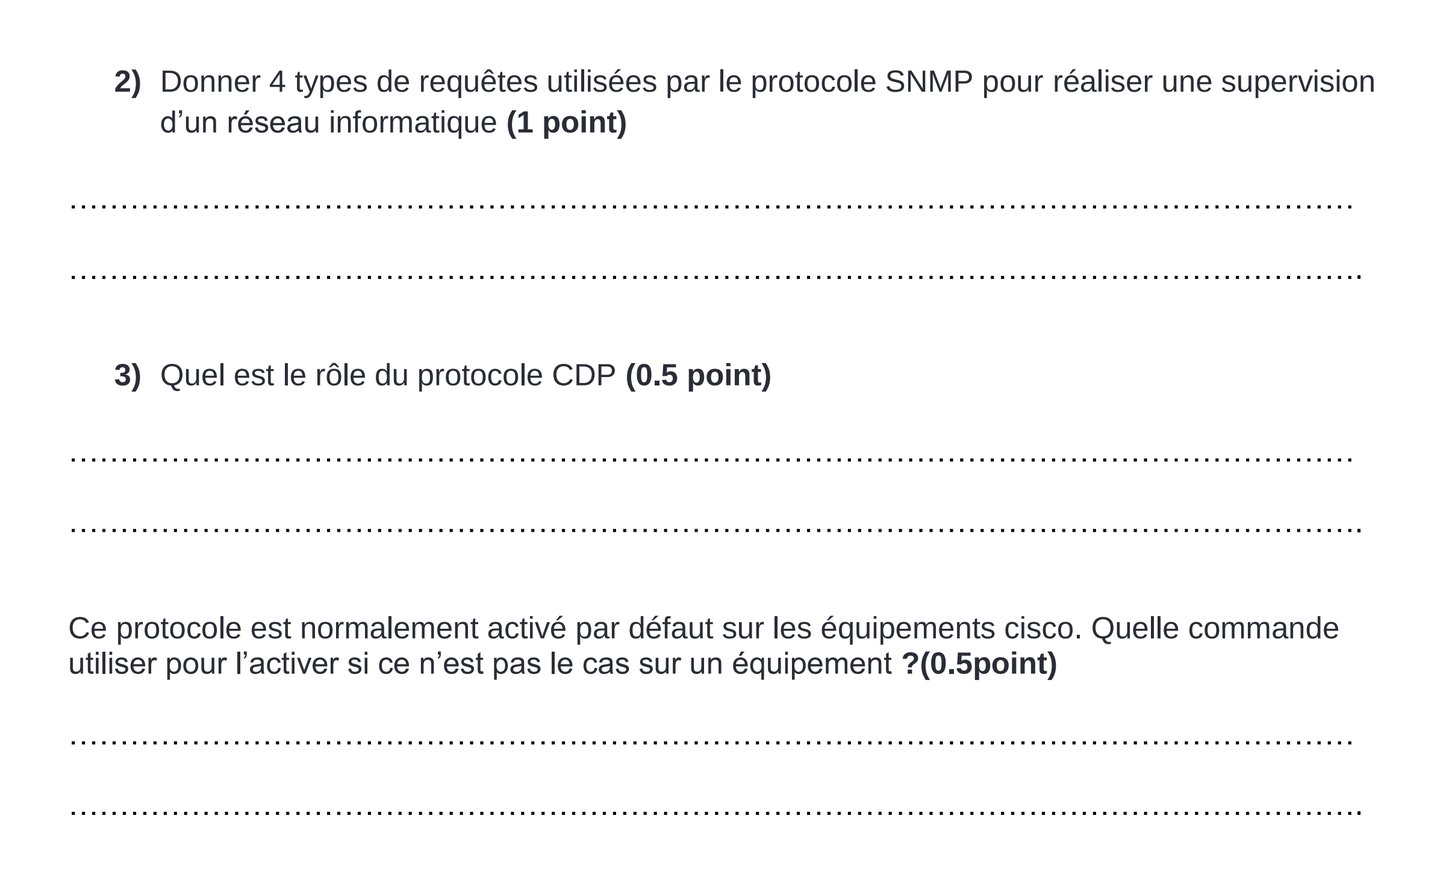 2) Donner 4 types de requêtes utilisées par le protocole SNMP pour réaliser une supervision
d’un réseau informatique (1 point)
……………………………………………………………………………………………………………
…………………………………………………………………………………………………………….
3) Quel est le rôle du protocole CDP (0.5 point)
……………………………………………………………………………………………………………
…………………………………………………………………………………………………………….
Ce protocole est normalement activé par défaut sur les équipements cisco. Quelle commande
utiliser pour l’activer si ce n’est pas le cas sur un équipement ?(0.5point)
……………………………………………………………………………………………………………
…………………………………………………………………………………………………………….